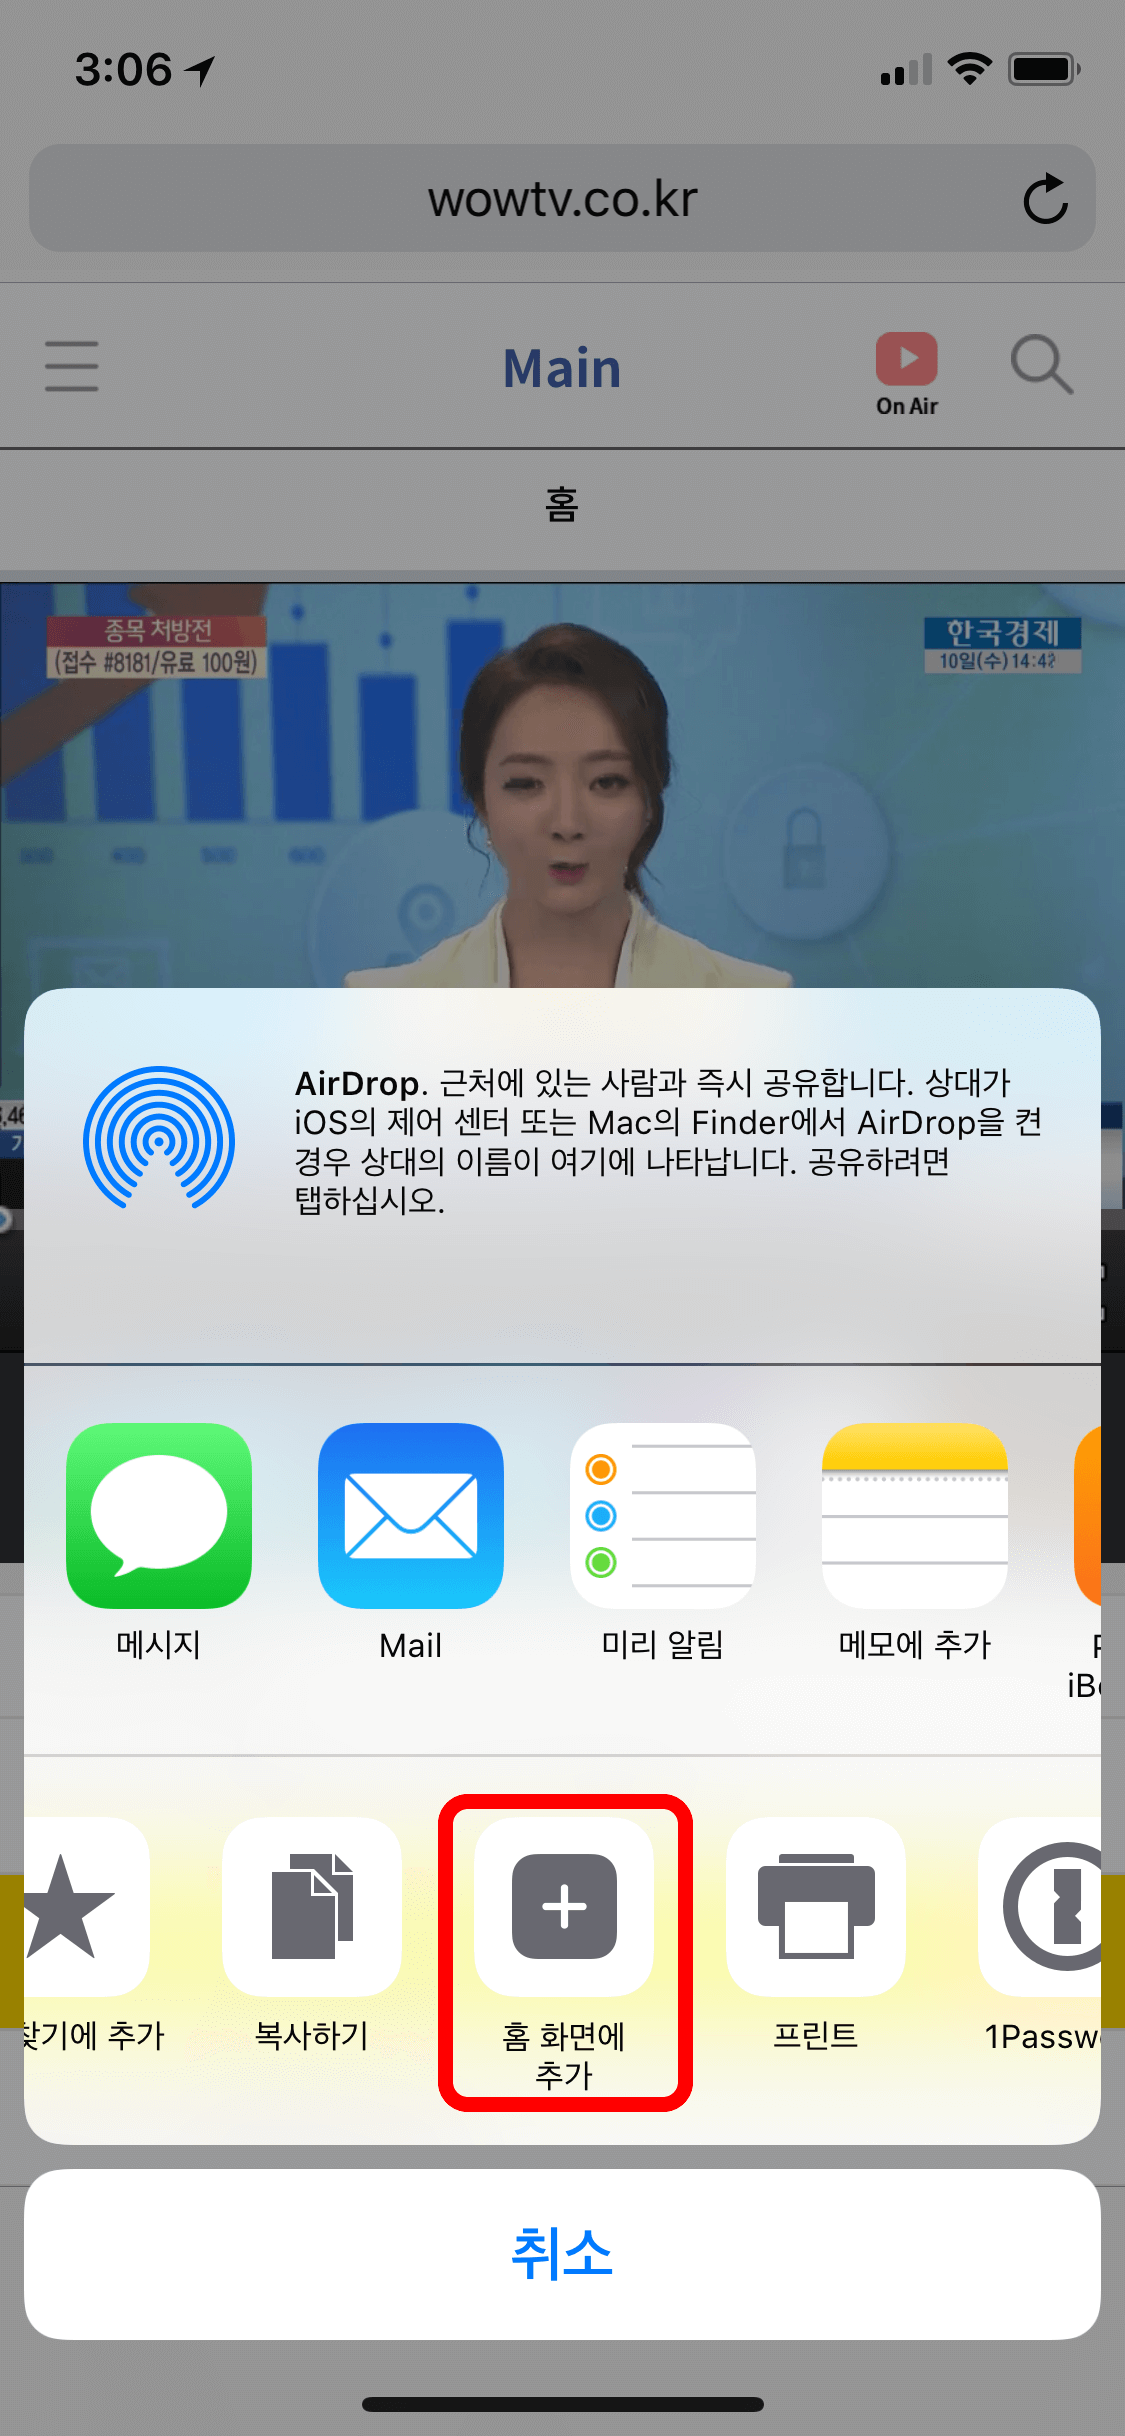 3:06
wowtv.co.kr
Main
On Air
홈
종목 처방전
(접수 #8181/유료 100원)
한국경제
10일(수)14:42
AirDrop. 근처에 있는 사람과 즉시 공유합니다. 상대가
iOS의 제어 센터 또는 Mac의 Finder에서 AirDrop을 켠
경우 상대의 이름이 여기에 나타납니다. 공유하려면
탭하십시오.
메시지
Mail
미리 알림
메모에 추가
찾기에 추가
복사하기
홈 화면에
추가
프린트
1Passw
취소